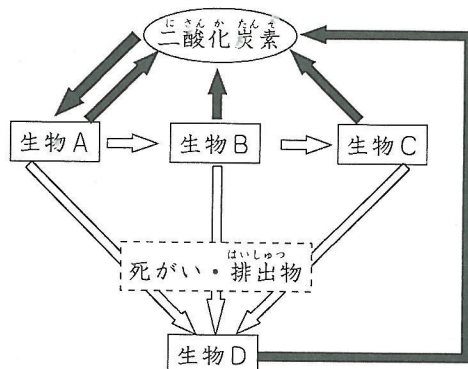 にさんかたんそ
二酸化炭素
生物A
生物B
生物C
はいしゅつ
死がい・排出物
生物D